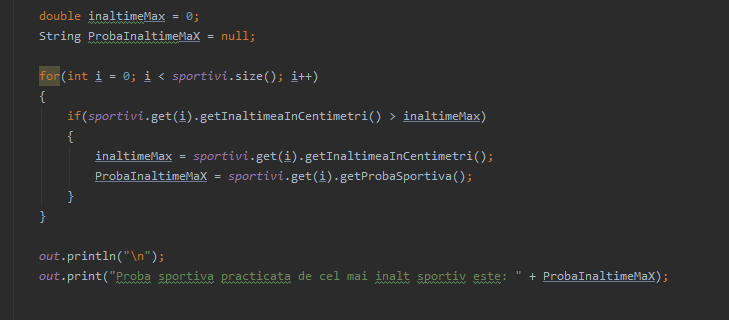 double inaltimeMax = 0;
String ProbaInaltimeMaX = null;
for(int i = 0; i < sportivi.size(); i++)
{
if(sportivi.get(i).getInaltimeaInCentimetri() > inaltimeMax)
{
inaltimeMax = sportivi.get(i).getInaltimeaInCentimetri();
ProbaInaltimeMaX = sportivi.get(i).getProbaSportiva();
}
}
out.println("\n");
out.print("Proba sportiva practicata de cel mai inalt sportiv este: " + ProbaInaltimeMaX);